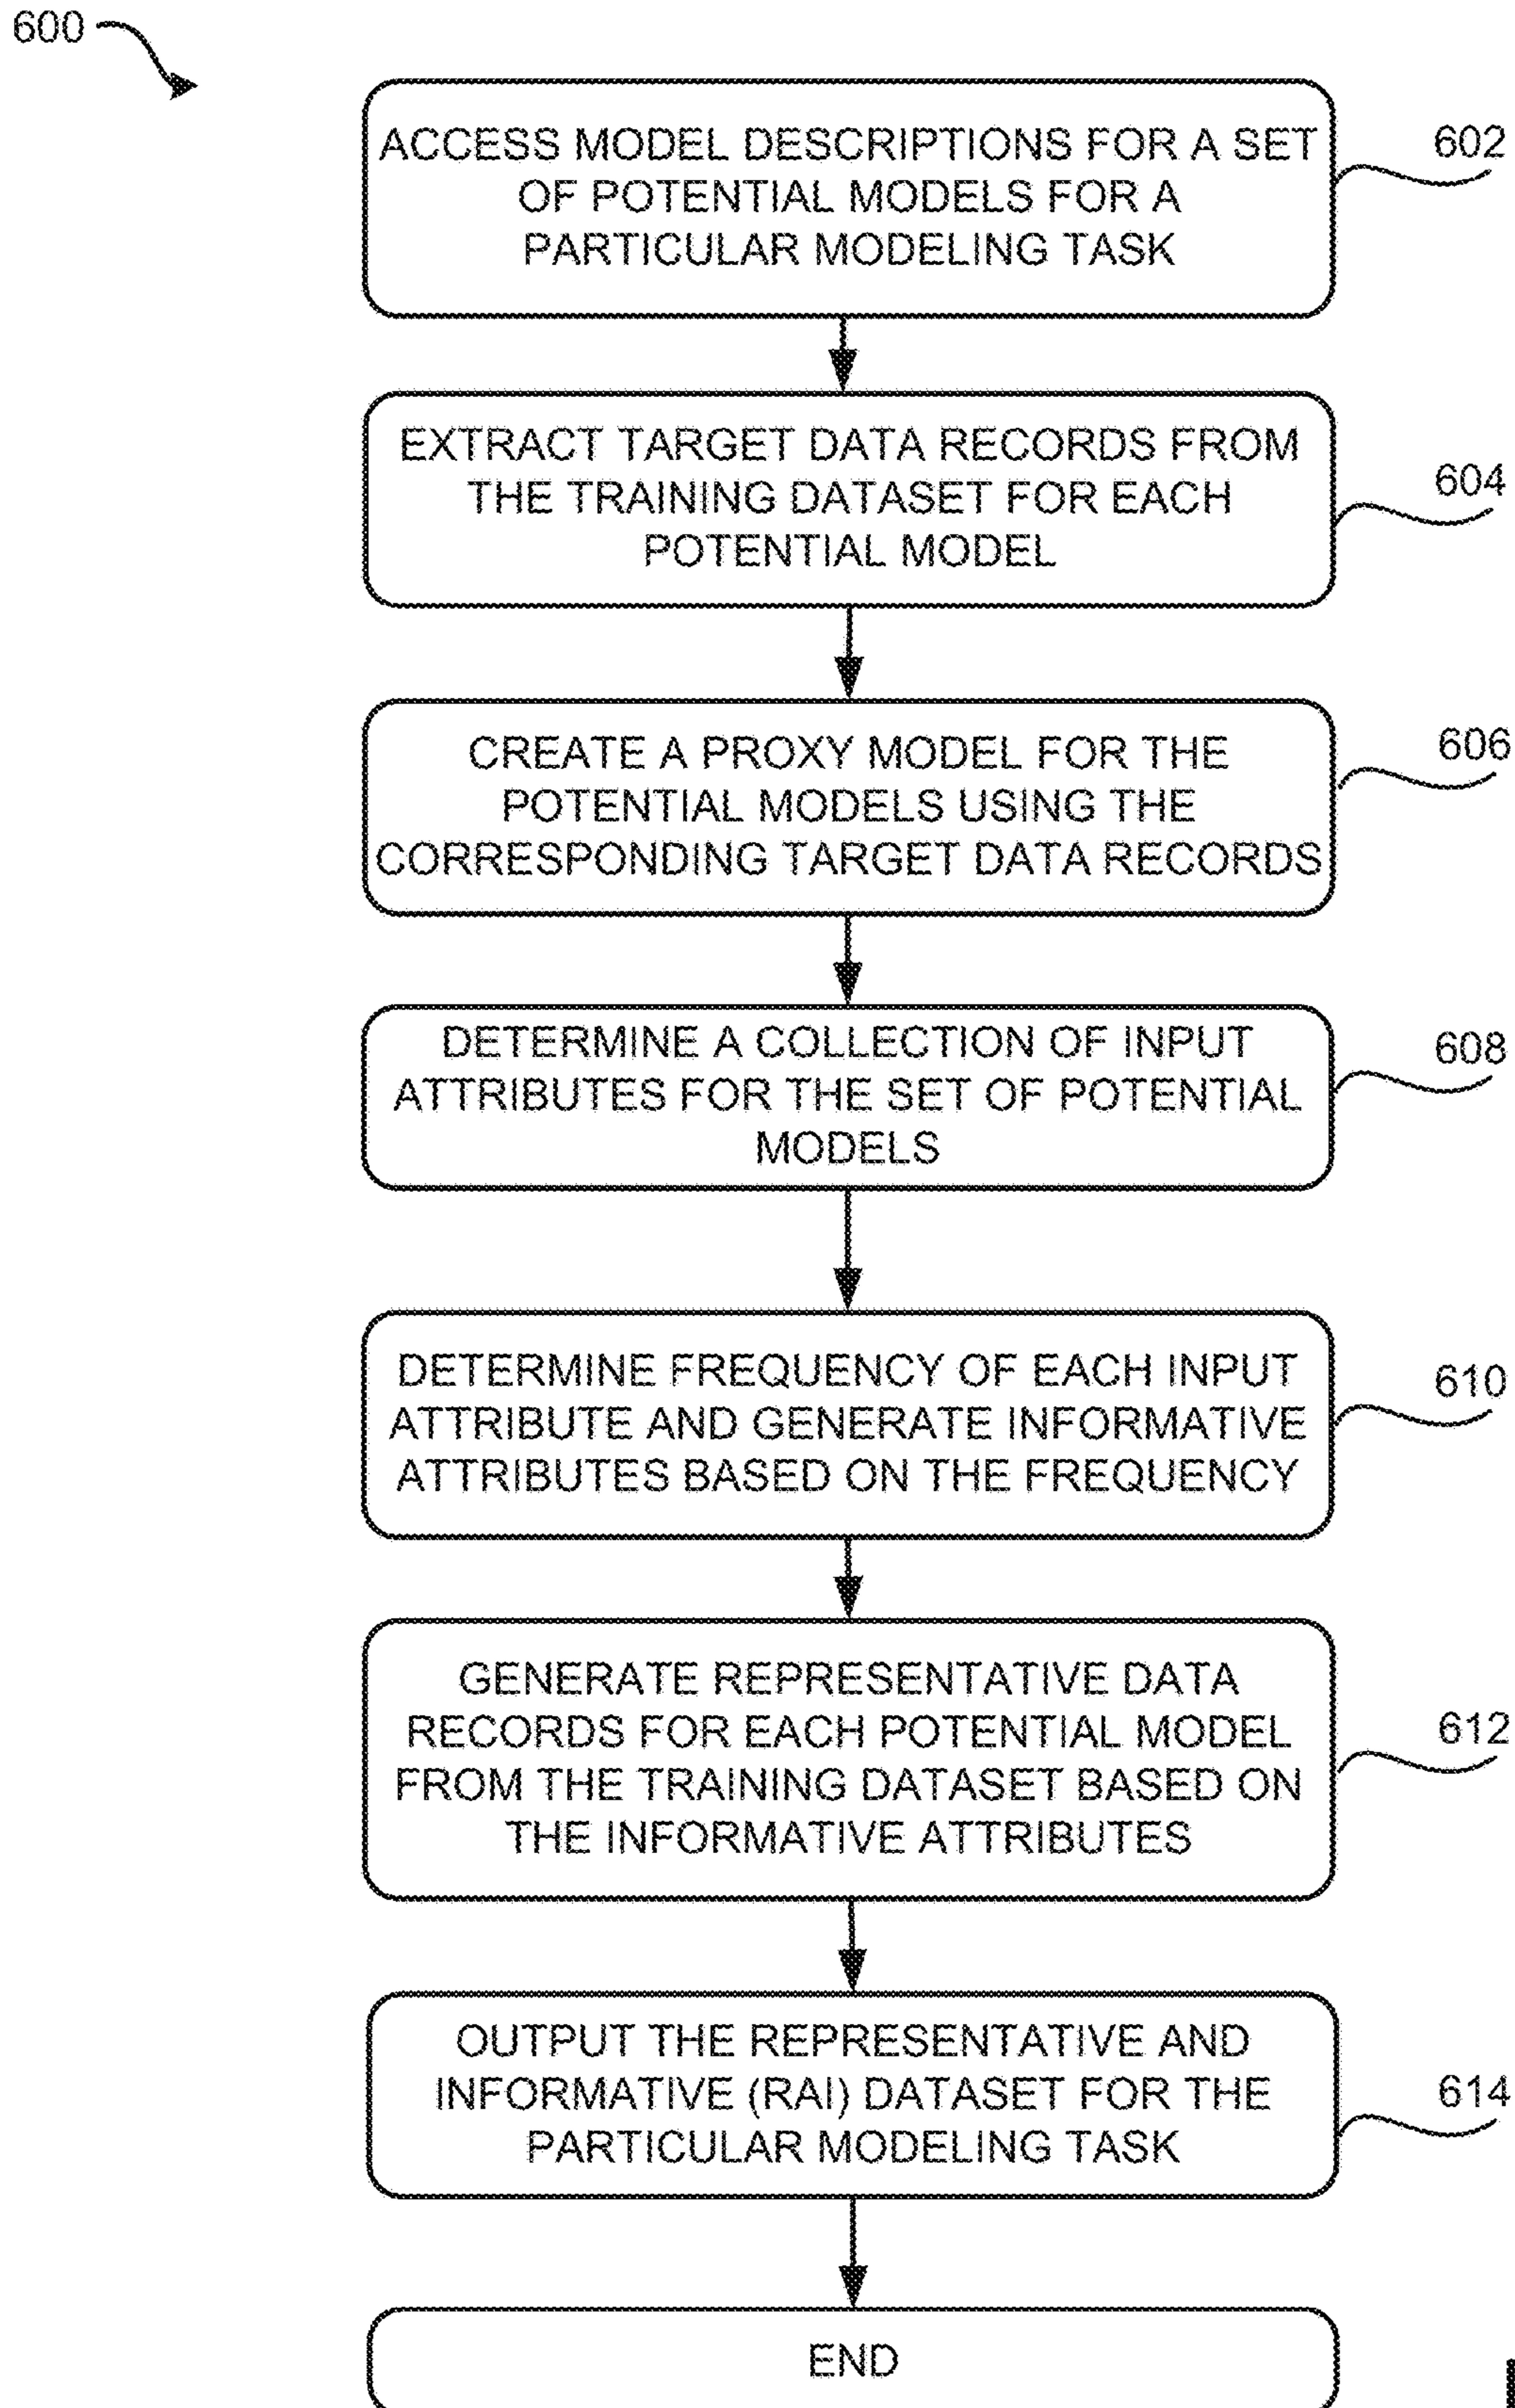 600
ACCESS MODEL DESCRIPTIONS FOR A SET
OF POTENTIAL MODELS FOR A
PARTICULAR MODELING TASK
602
EXTRACT TARGET DATA RECORDS FROM
THE TRAINING DATASET FOR EACH
POTENTIAL MODEL
604
CREATE A PROXY MODEL FOR THE
POTENTIAL MODELS USING THE
CORRESPONDING TARGET DATA RECORDS
606
DETERMINE A COLLECTION OF INPUT
ATTRIBUTES FOR THE SET OF POTENTIAL
MODELS
608
DETERMINE FREQUENCY OF EACH INPUT
ATTRIBUTE AND GENERATE INFORMATIVE
ATTRIBUTES BASED ON THE FREQUENCY
610
GENERATE REPRESENTATIVE DATA
RECORDS FOR EACH POTENTIAL MODEL
FROM THE TRAINING DATASET BASED ON
THE INFORMATIVE ATTRIBUTES
612
OUTPUT THE REPRESENTATIVE AND
INFORMATIVE (RAI) DATASET FOR THE
PARTICULAR MODELING TASK
614
END